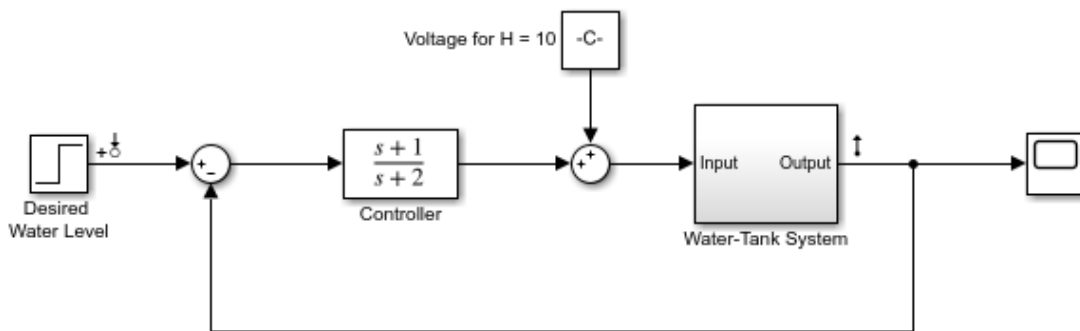 Voltage for H = 10
-C-
+
-
s + 1
s + 2
+
+
Input
Output
Desired
Water Level
Controller
Water-Tank System